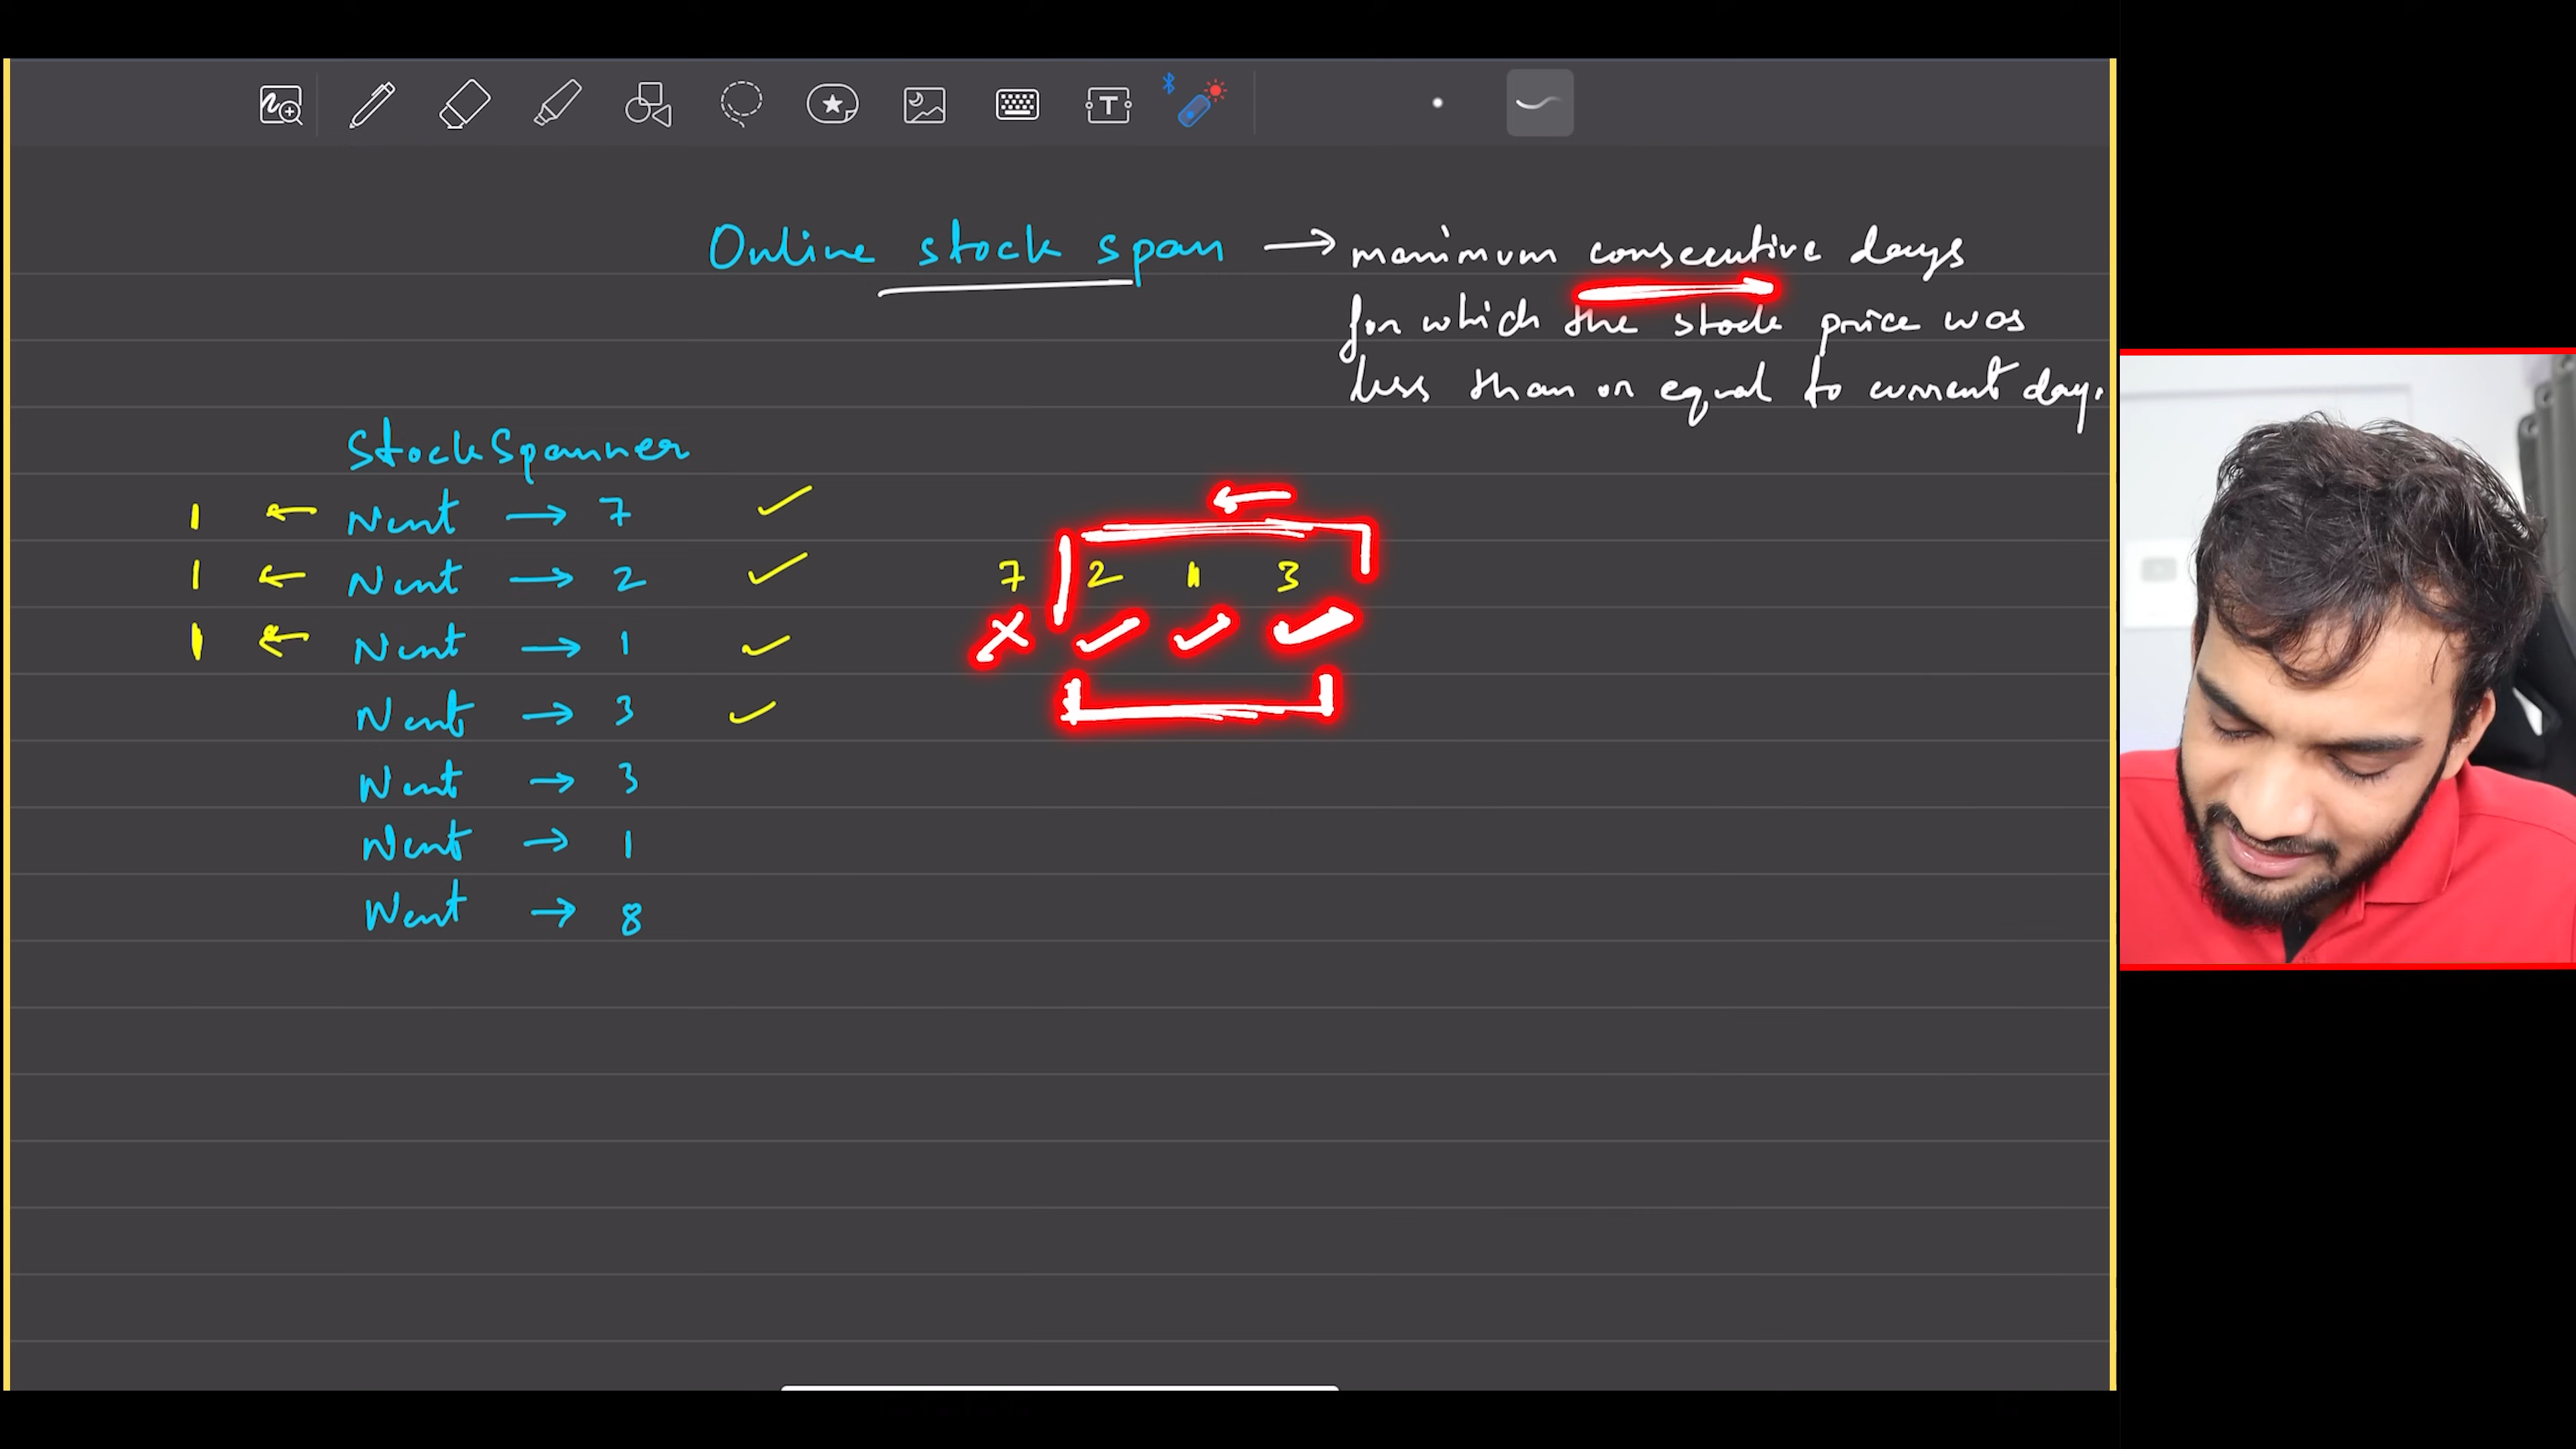 Online stock span → maximum consecutive days
for which the stock price was
less than or equal to current day.
StockSpanner
1 ← Next → 7 ✓
1 ← Next → 2 ✓
1 ← Next → 1 ✓
Next → 3 ✓
Next → 3
Next → 1
Next → 8
7 2 1 3
× ✓ ✓ ✓